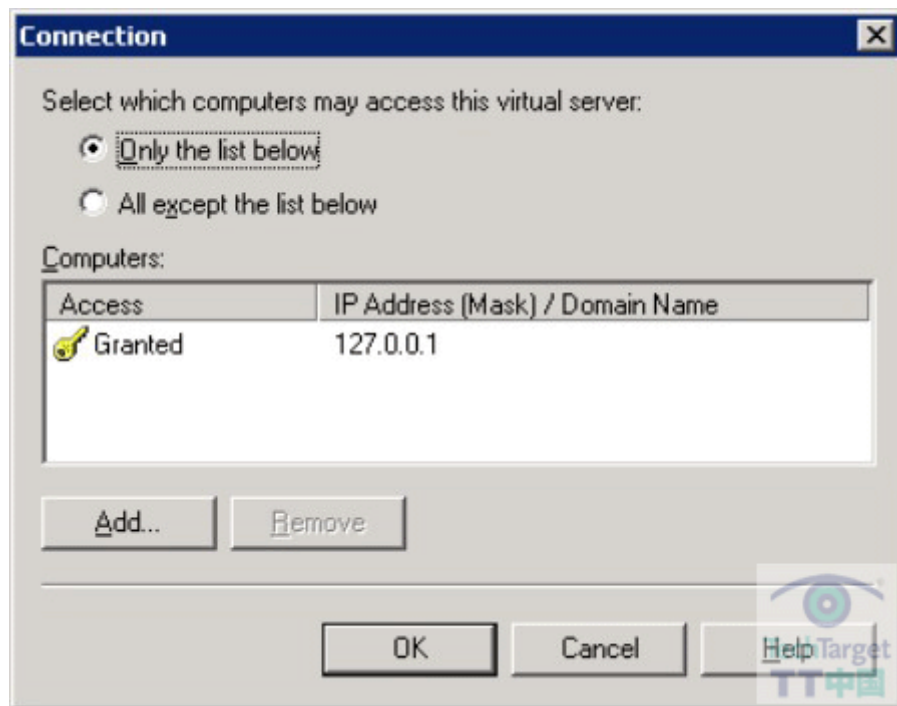 Connection
Select which computers may access this virtual server:
Only the list below
All except the list below
Computers:
Access IP Address (Mask) / Domain Name
Granted 127.0.0.1
Add... Remove
OK Cancel Help
TechTarget
TT中国